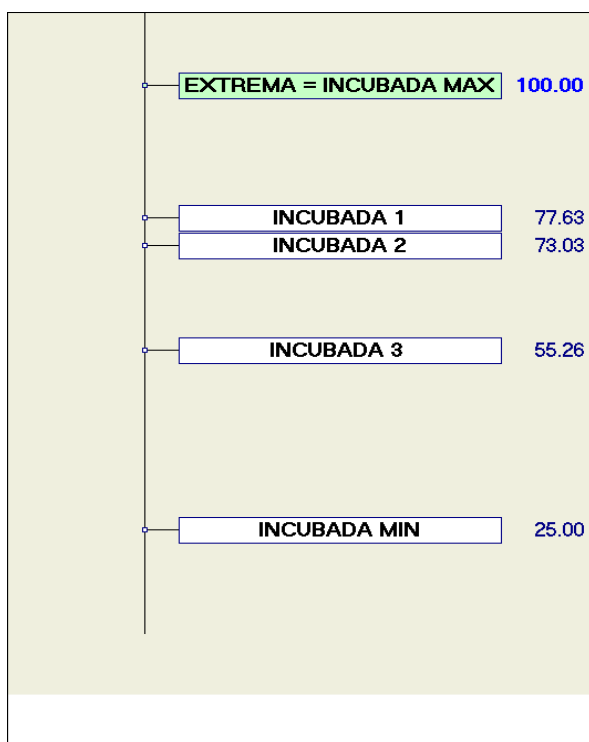 EXTREMA = INCUBADA MAX 100.00
INCUBADA 1 77.63
INCUBADA 2 73.03
INCUBADA 3 55.26
INCUBADA MIN 25.00